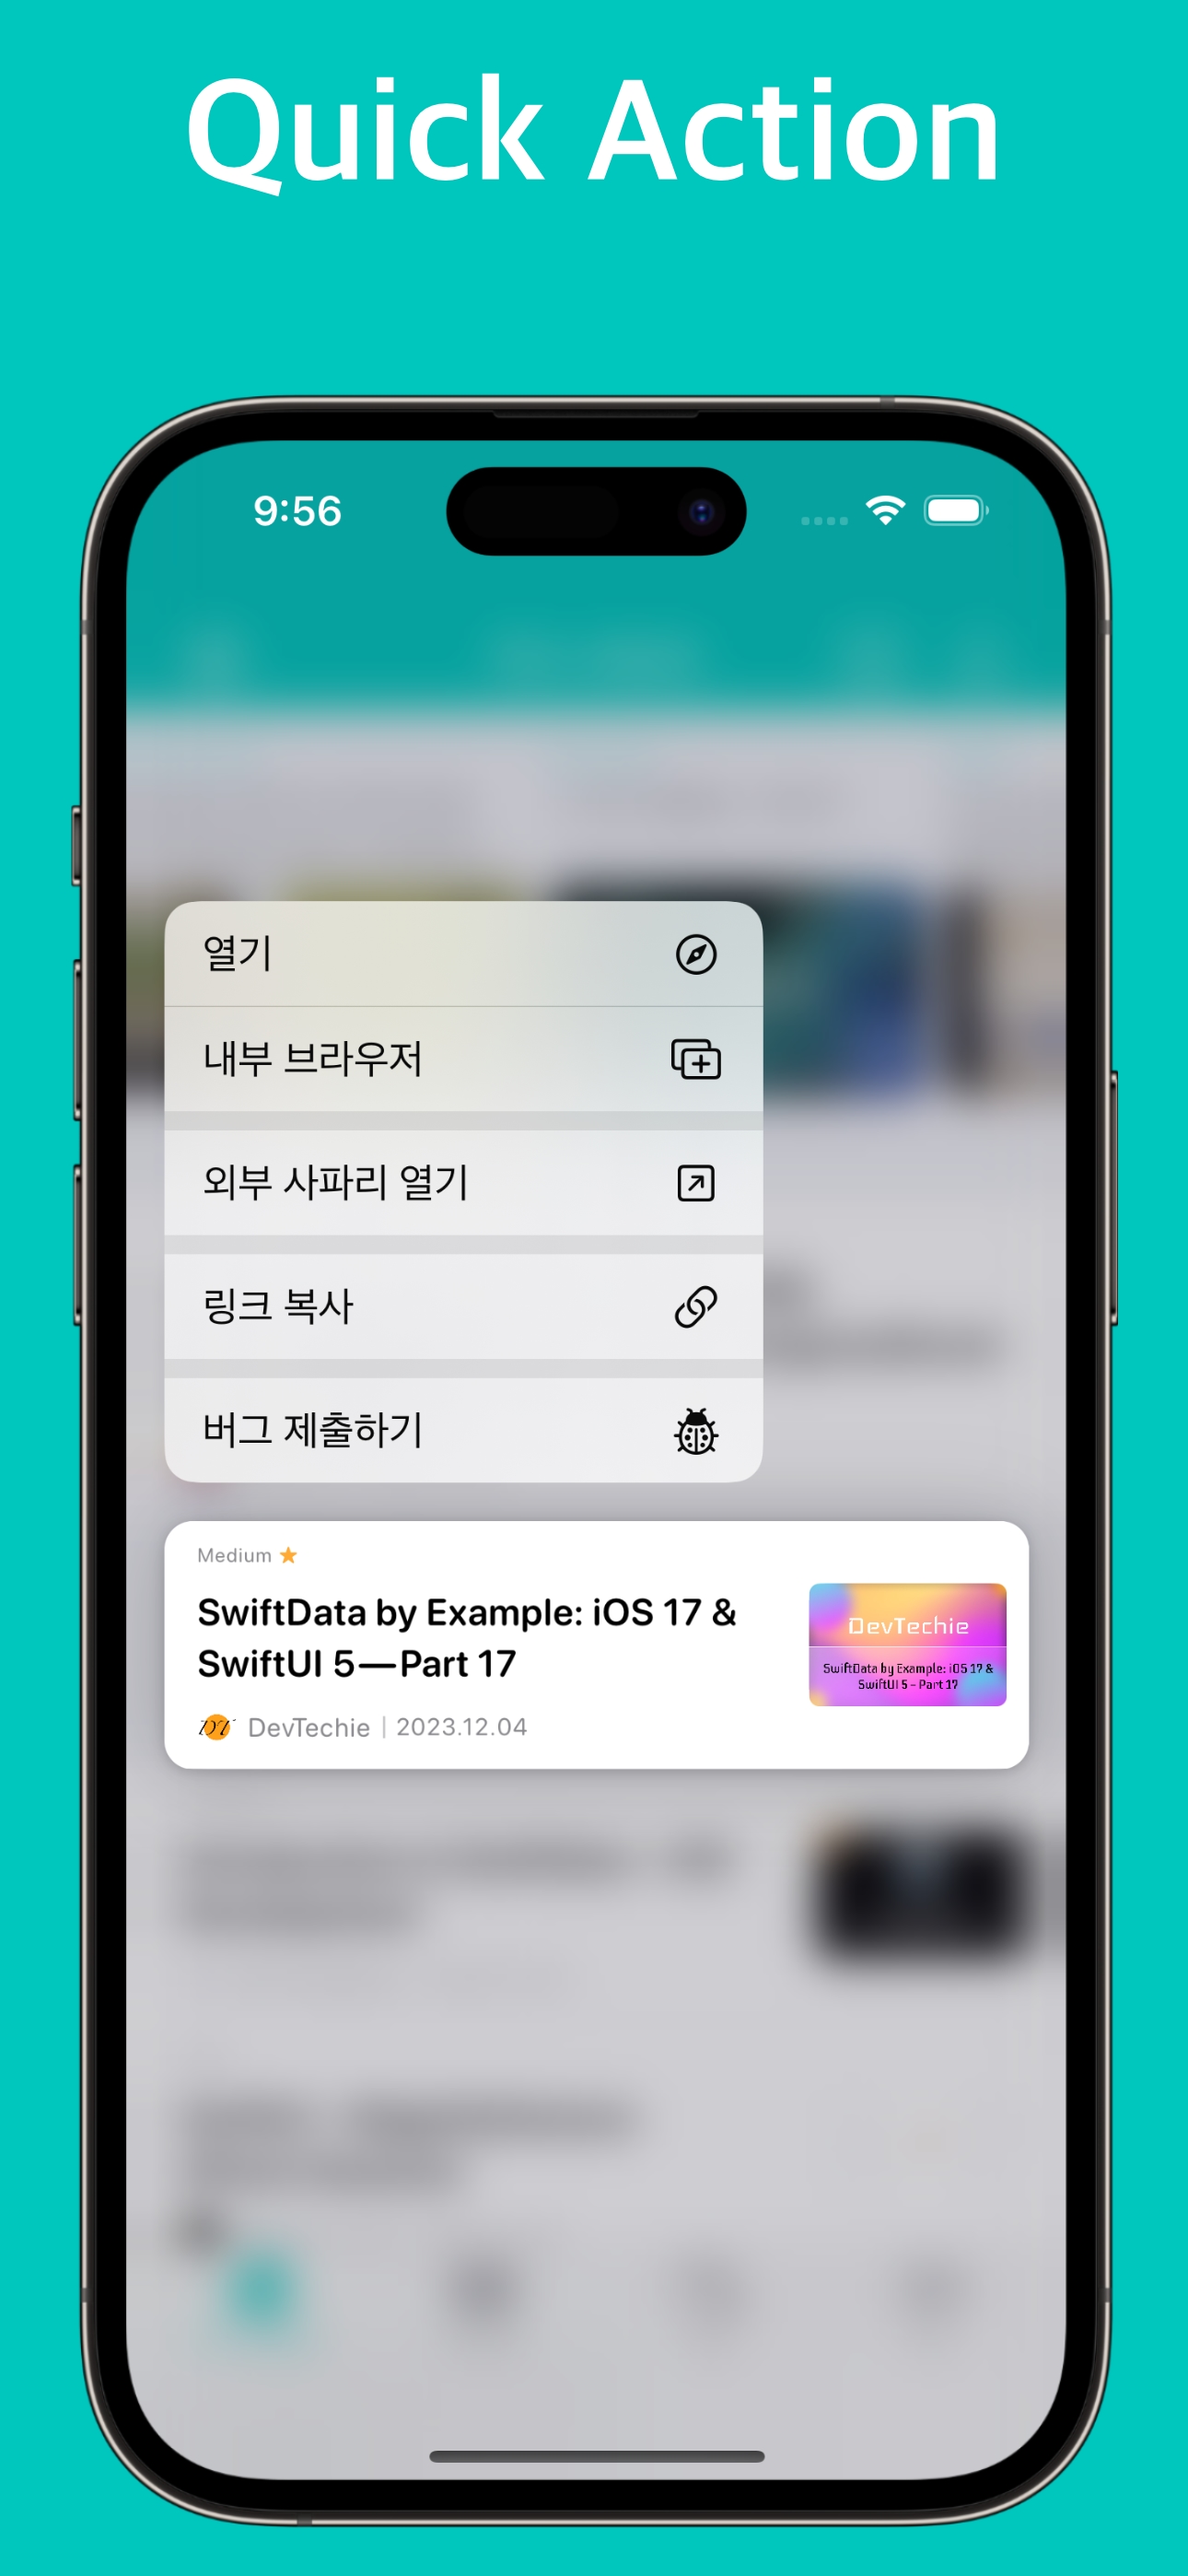 Quick Action
9:56
열기
내부 브라우저
외부 사파리 열기
링크 복사
버그 제출하기
Medium
SwiftData by Example: iOS 17 &
SwiftUI 5—Part 17
DevTechie | 2023.12.04
DevTechie
SwiftData by Example: iOS 17 &
SwiftUI 5 - Part 17